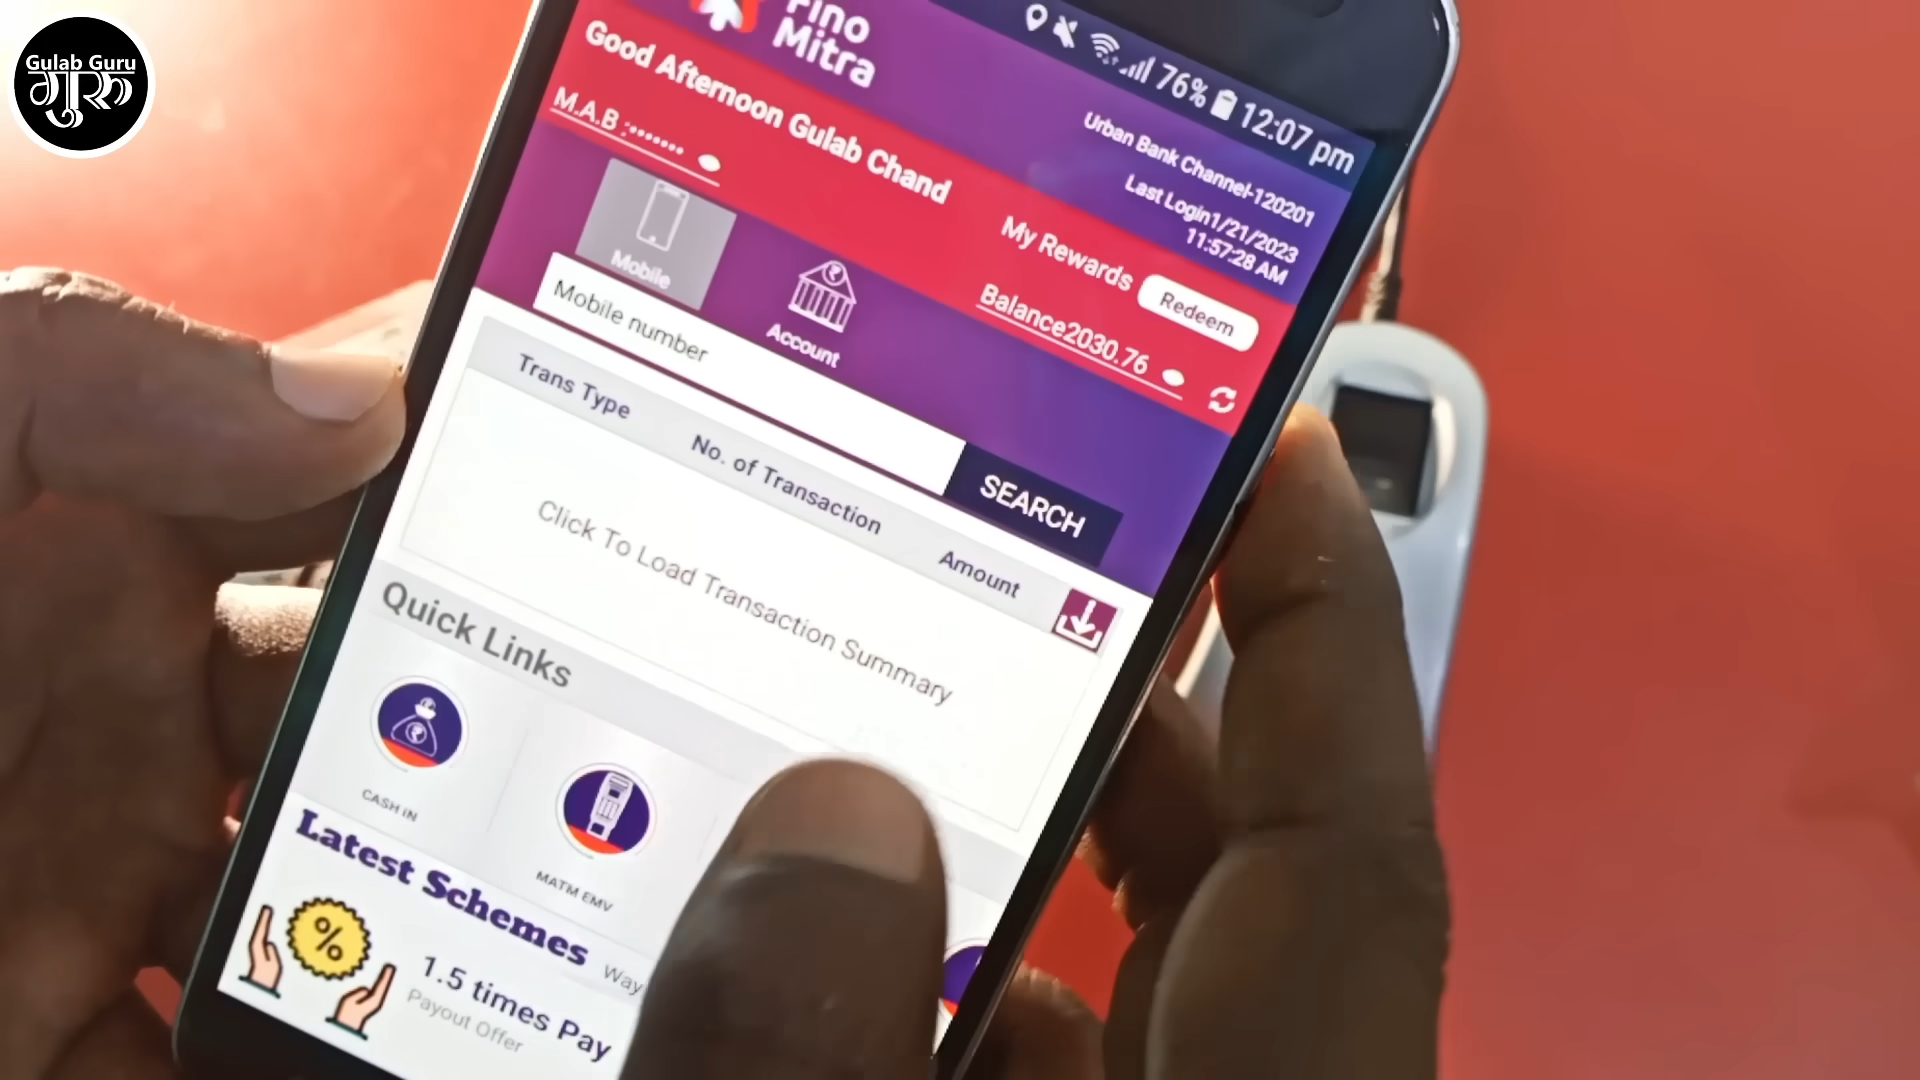 Gulab Guru
गुरु
Fino
Mitra
76% 12:07 pm
Urban Bank Channel-120201
Last Login1/21/2023
11:57:28 AM
Good Afternoon Gulab Chand
M.A.B :•••••••
My Rewards Redeem
Balance2030.76
Mobile
Account
Mobile number
SEARCH
Trans Type No. of Transaction Amount
Click To Load Transaction Summary
Quick Links
CASH IN
MATM EMV
Latest Schemes
1.5 times Pay
Payout Offer